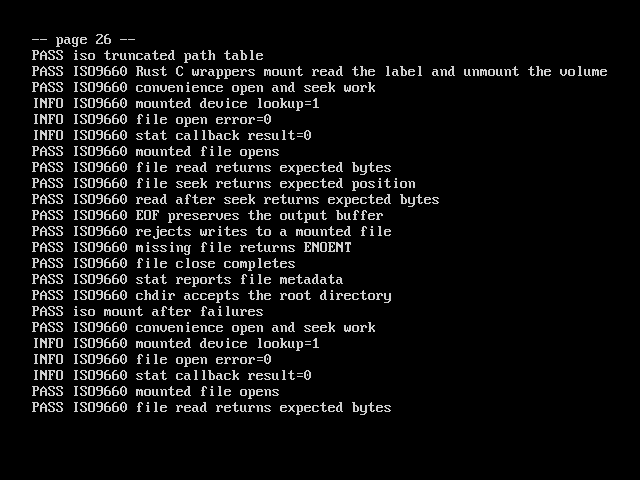 -- page 26 --
PASS iso truncated path table
PASS ISO9660 Rust C wrappers mount read the label and unmount the volume
PASS ISO9660 convenience open and seek work
INFO ISO9660 mounted device lookup=1
INFO ISO9660 file open error=0
INFO ISO9660 stat callback result=0
PASS ISO9660 mounted file opens
PASS ISO9660 file read returns expected bytes
PASS ISO9660 file seek returns expected position
PASS ISO9660 read after seek returns expected bytes
PASS ISO9660 EOF preserves the output buffer
PASS ISO9660 rejects writes to a mounted file
PASS ISO9660 missing file returns ENOENT
PASS ISO9660 file close completes
PASS ISO9660 stat reports file metadata
PASS ISO9660 chdir accepts the root directory
PASS iso mount after failures
PASS ISO9660 convenience open and seek work
INFO ISO9660 mounted device lookup=1
INFO ISO9660 file open error=0
INFO ISO9660 stat callback result=0
PASS ISO9660 mounted file opens
PASS ISO9660 file read returns expected bytes